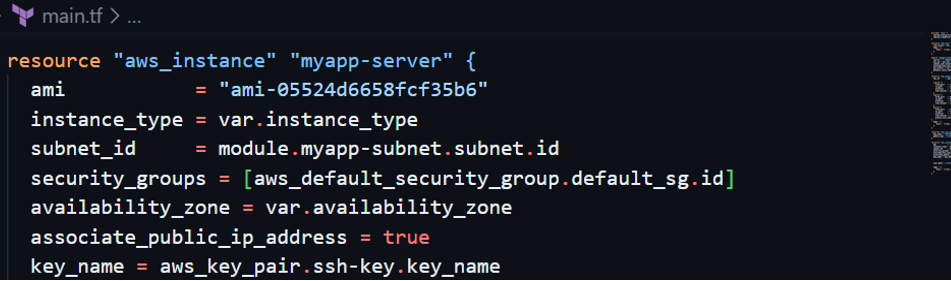 main.tf > ...
resource "aws_instance" "myapp-server" {
ami = "ami-05524d6658fcf35b6"
instance_type = var.instance_type
subnet_id = module.myapp-subnet.subnet.id
security_groups = [aws_default_security_group.default_sg.id]
availability_zone = var.availability_zone
associate_public_ip_address = true
key_name = aws_key_pair.ssh-key.key_name